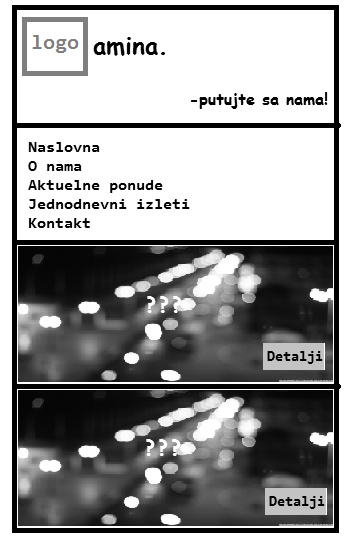 logo
amina.
-putujte sa nama!
Naslovna
O nama
Aktuelne ponude
Jednodnevni izleti
Kontakt
???
Detalji
???
Detalji